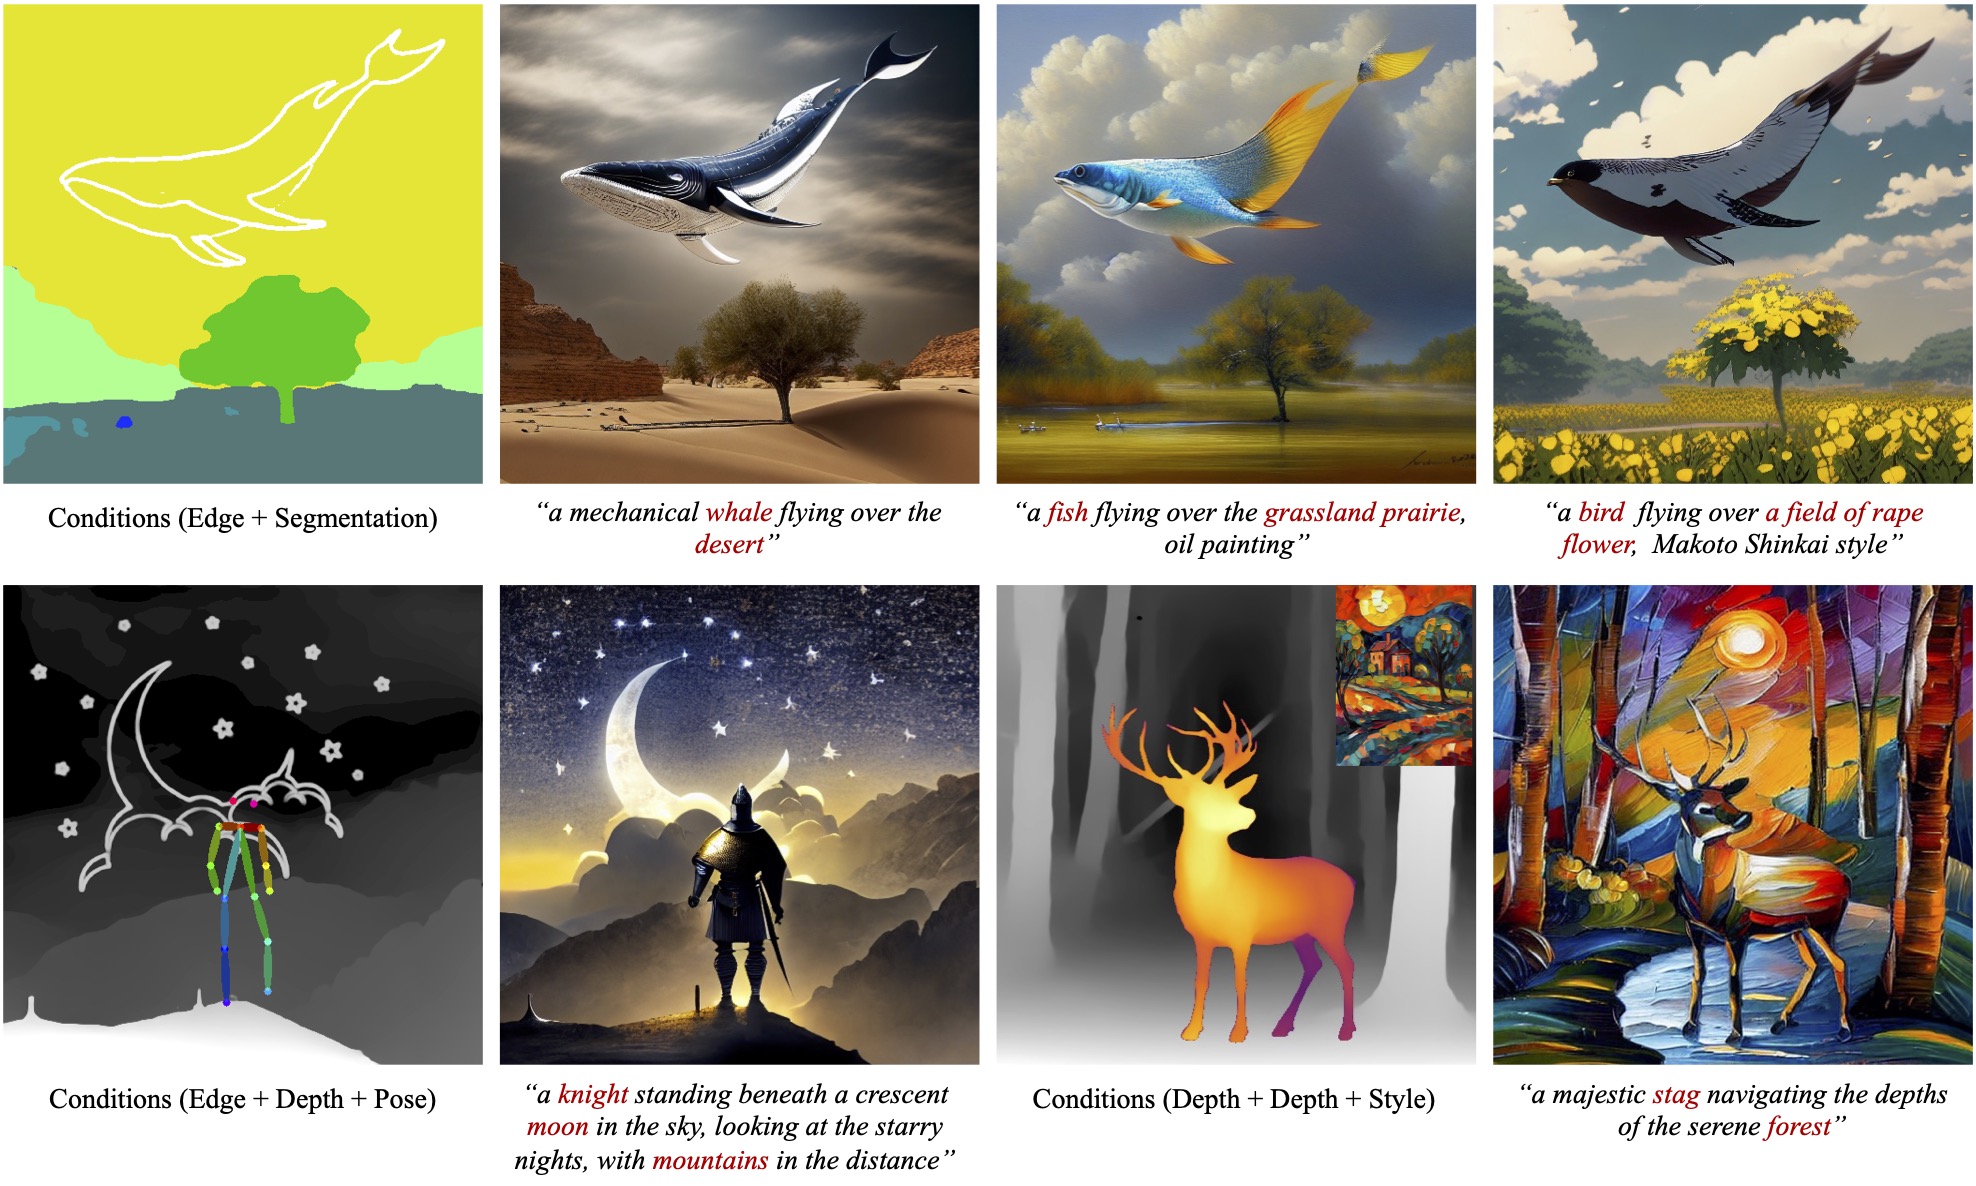 Conditions (Edge + Segmentation)
“a mechanical whale flying over the
desert”
“a fish flying over the grassland prairie,
oil painting”
“a bird flying over a field of rape
flower, Makoto Shinkai style”
Conditions (Edge + Depth + Pose)
“a knight standing beneath a crescent
moon in the sky, looking at the starry
nights, with mountains in the distance”
Conditions (Depth + Depth + Style)
“a majestic stag navigating the depths
of the serene forest”